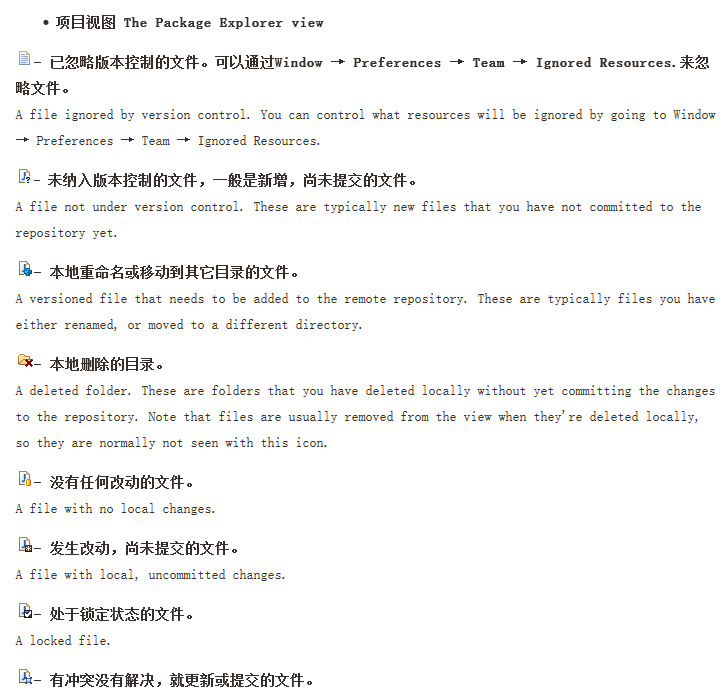 • 项目视图 The Package Explorer view
- 已忽略版本控制的文件。可以通过Window → Preferences → Team → Ignored Resources.来忽
略文件。
A file ignored by version control. You can control what resources will be ignored by going to Window
→ Preferences → Team → Ignored Resources.
- 未纳入版本控制的文件，一般是新增，尚未提交的文件。
A file not under version control. These are typically new files that you have not committed to the
repository yet.
- 本地重命名或移动到其它目录的文件。
A versioned file that needs to be added to the remote repository. These are typically files you have
either renamed, or moved to a different directory.
- 本地删除的目录。
A deleted folder. These are folders that you have deleted locally without yet committing the changes
to the repository. Note that files are usually removed from the view when they're deleted locally,
so they are normally not seen with this icon.
- 没有任何改动的文件。
A file with no local changes.
- 发生改动，尚未提交的文件。
A file with local, uncommitted changes.
- 处于锁定状态的文件。
A locked file.
- 有冲突没有解决，就更新或提交的文件。